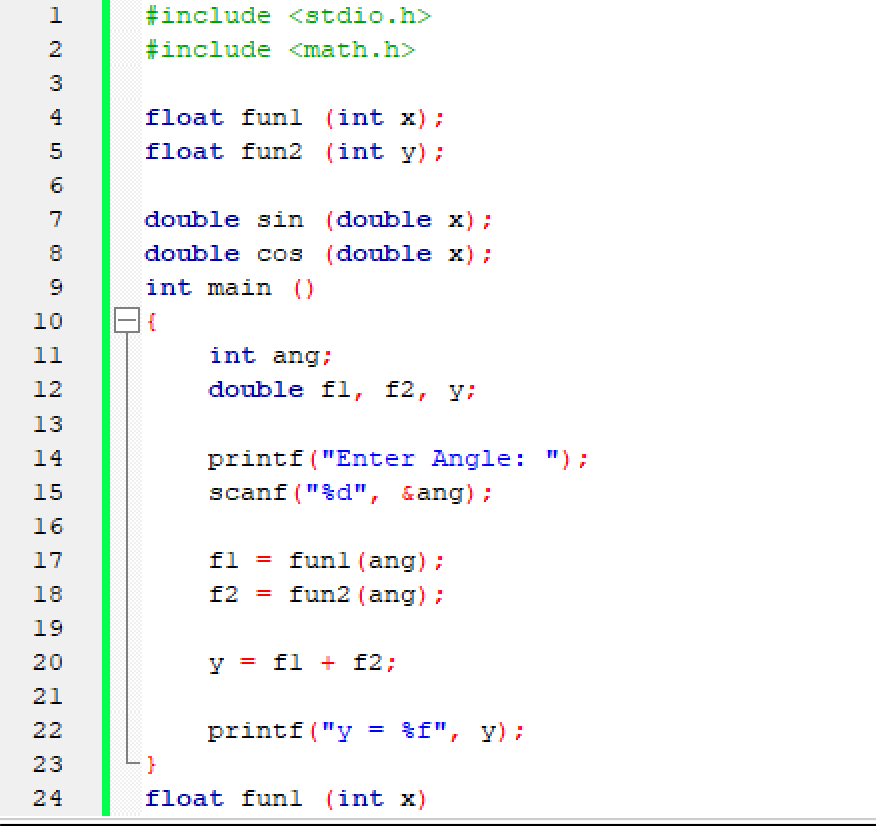 1 #include <stdio.h>
2 #include <math.h>
3
4 float fun1 (int x);
5 float fun2 (int y);
6
7 double sin (double x);
8 double cos (double x);
9 int main ()
10 {
11 int ang;
12 double f1, f2, y;
13
14 printf("Enter Angle: ");
15 scanf("%d", &ang);
16
17 f1 = fun1(ang);
18 f2 = fun2(ang);
19
20 y = f1 + f2;
21
22 printf("y = %f", y);
23 }
24 float fun1 (int x)